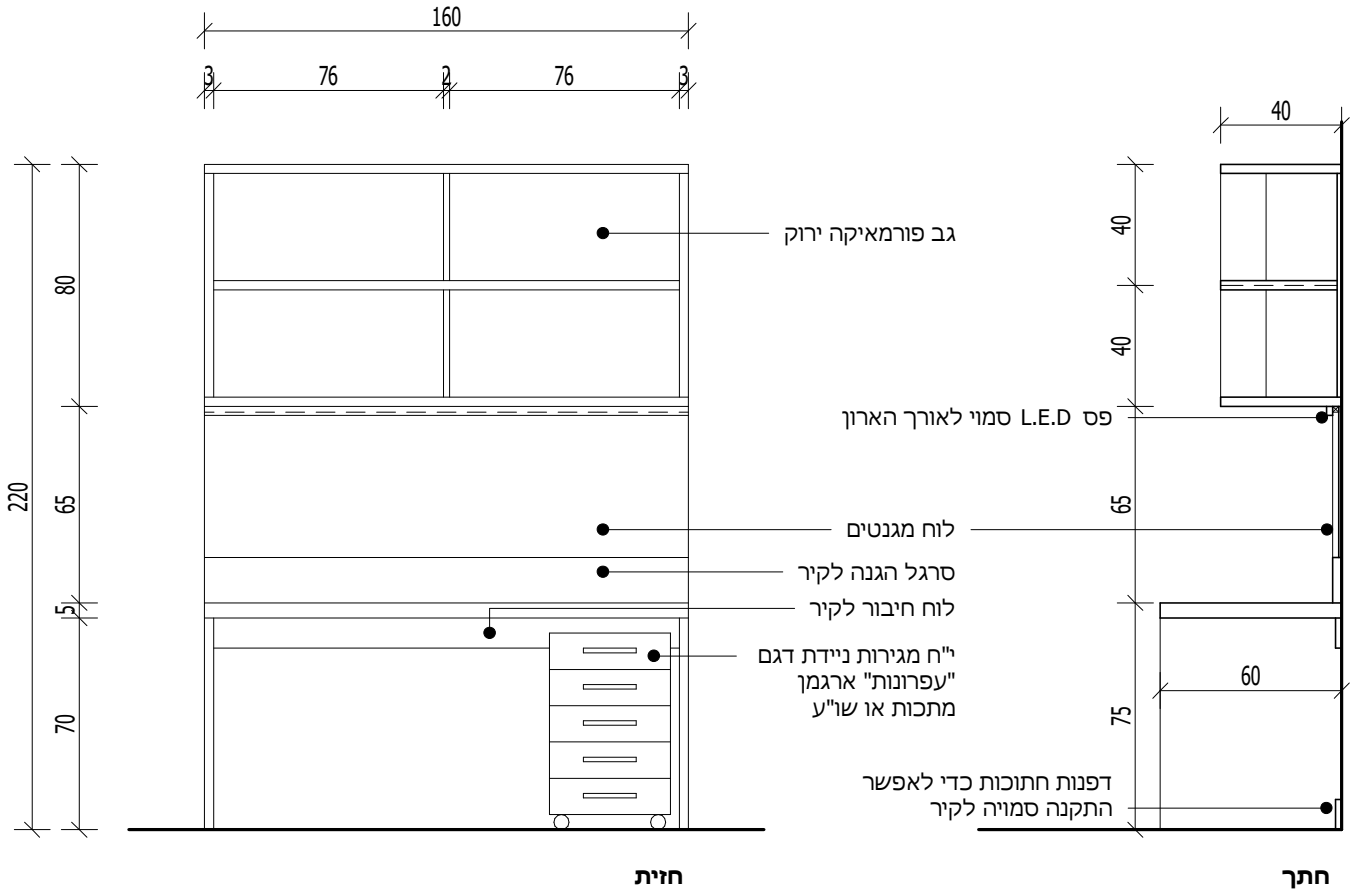 160
3 76 2 76 3
40
220
80
65
5
70
גב פורמאיקה ירוק
פס L.E.D סמוי לאורך הארון
לוח מגנטים
סרגל הגנה לקיר
לוח חיבור לקיר
י"ח מגירות ניידת דגם
"עפרונות" ארגמן
מתכות או שו"ע
דפנות חתוכות כדי לאפשר
התקנה סמויה לקיר
40
40
65
75
60
חזית
חתך